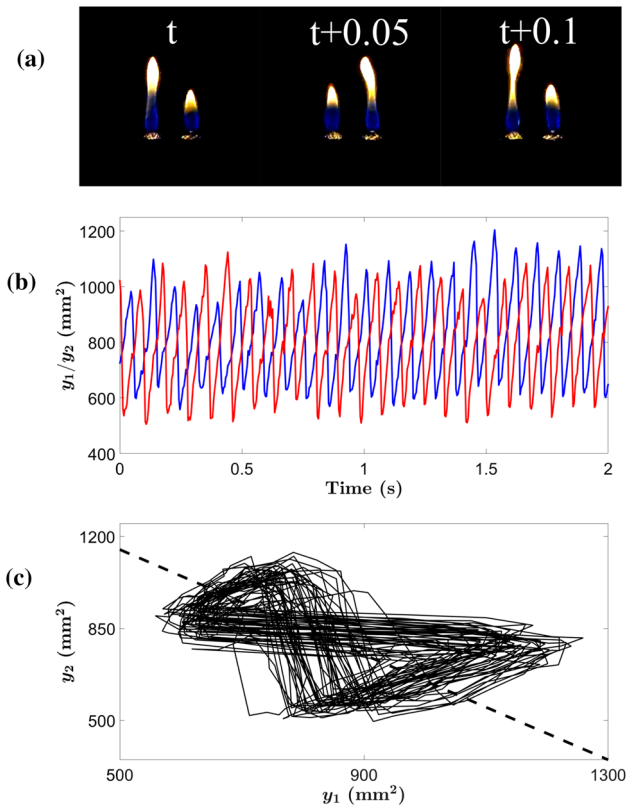 (a)
t
t+0.05
t+0.1
(b)
y₁/y₂ (mm²)
1200
1000
800
600
400
0
0.5
1
1.5
2
Time (s)
(c)
y₂ (mm²)
1200
850
500
500
900
1300
y₁ (mm²)